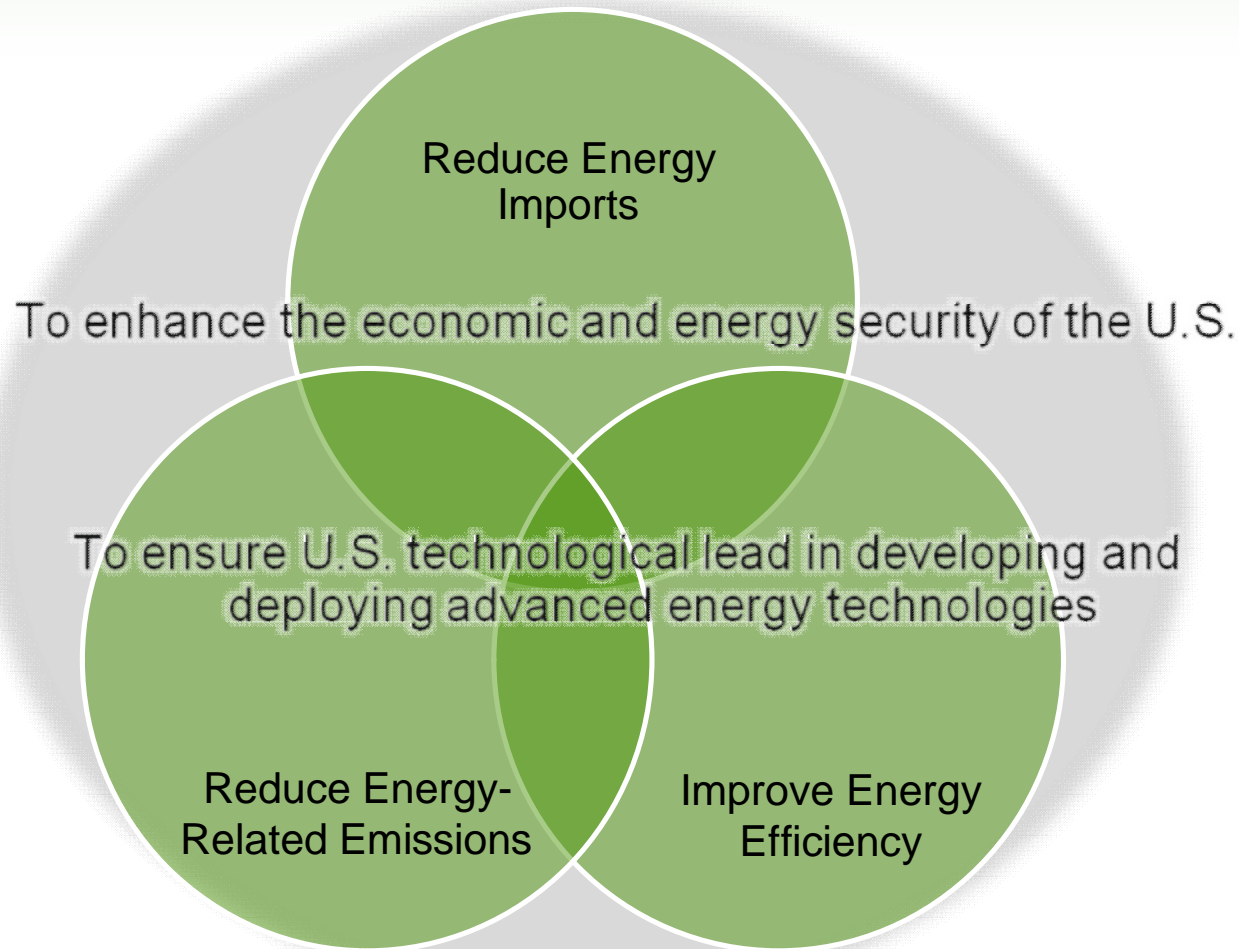 Reduce Energy
Imports
To enhance the economic and energy security of the U.S.
To ensure U.S. technological lead in developing and
deploying advanced energy technologies
Reduce Energy-
Related Emissions
Improve Energy
Efficiency